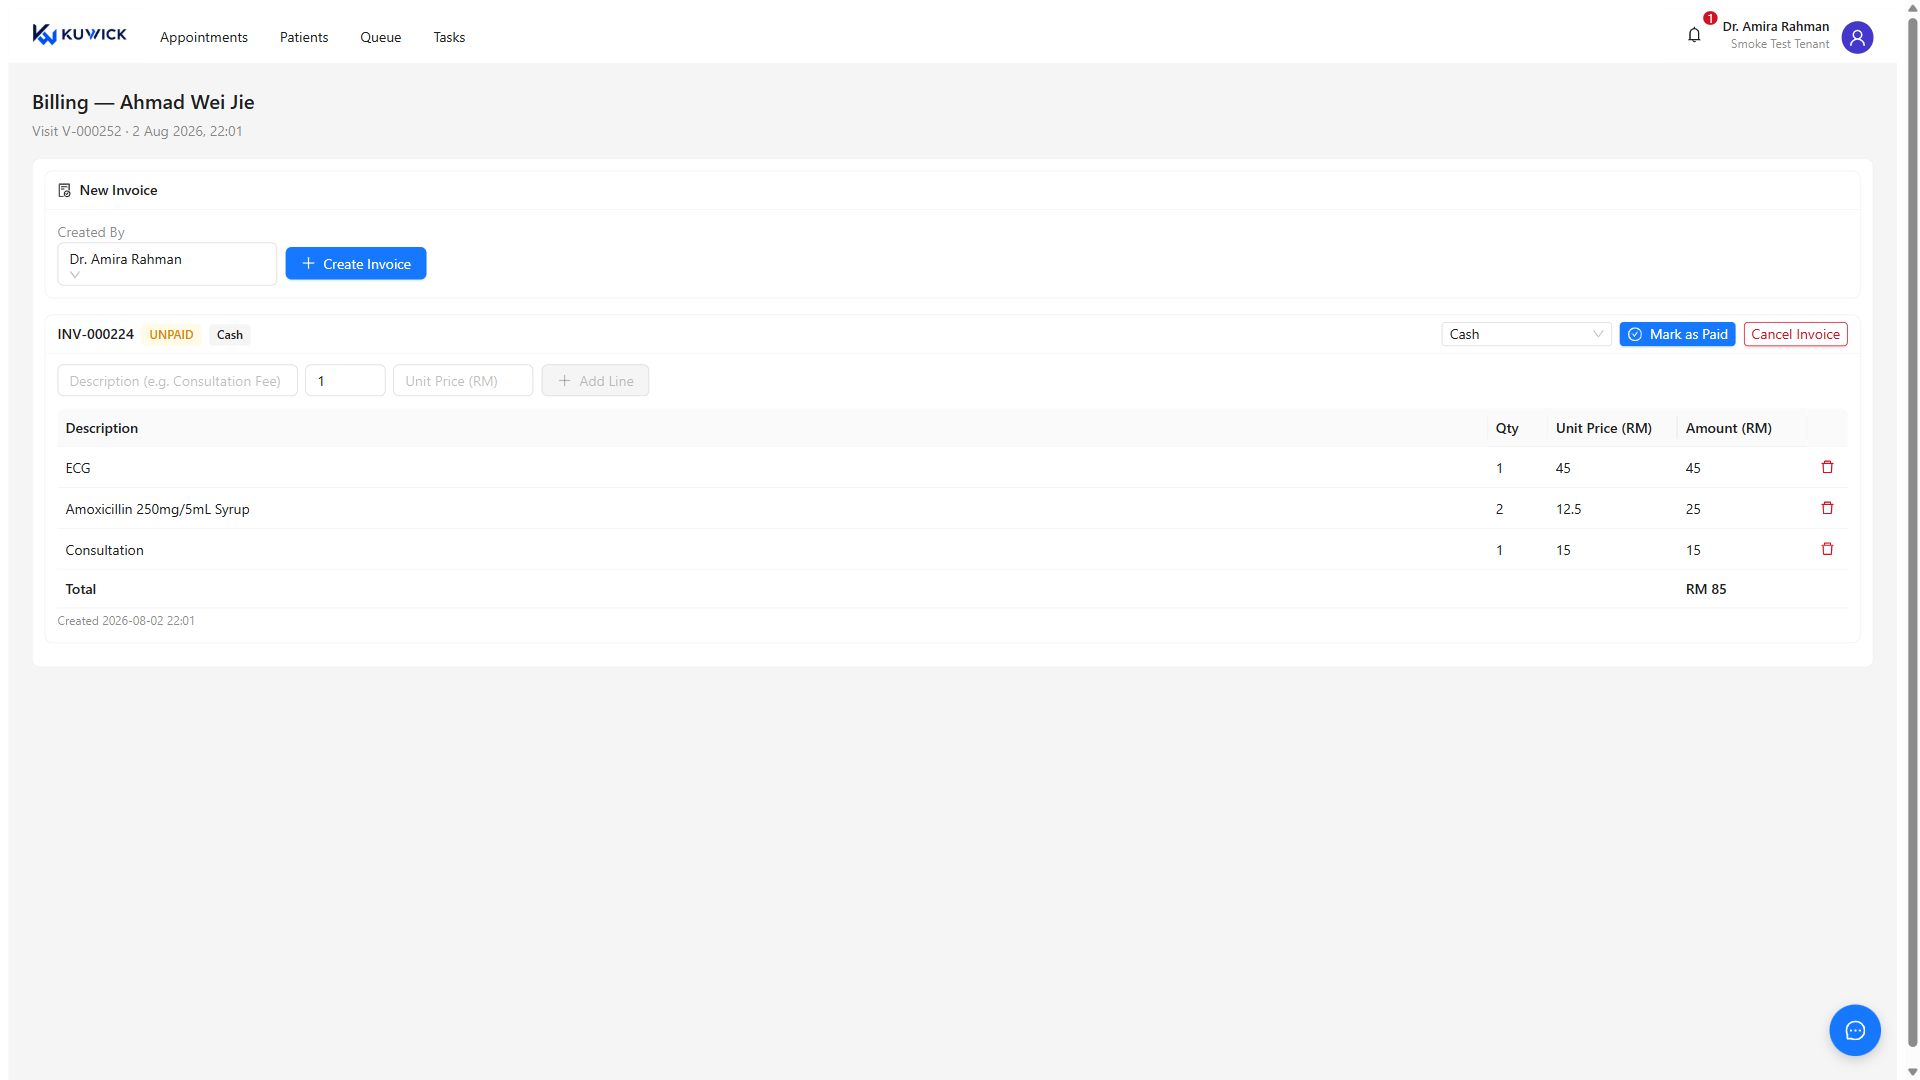 KUWICK Appointments Patients Queue Tasks 1 Dr. Amira Rahman
Smoke Test Tenant
Billing — Ahmad Wei Jie
Visit V-000252 · 2 Aug 2026, 22:01
New Invoice
Created By
Dr. Amira Rahman
+ Create Invoice
INV-000224 UNPAID Cash Cash Mark as Paid Cancel Invoice
Description (e.g. Consultation Fee) 1 Unit Price (RM) + Add Line
Description Qty Unit Price (RM) Amount (RM)
ECG 1 45 45
Amoxicillin 250mg/5mL Syrup 2 12.5 25
Consultation 1 15 15
Total RM 85
Created 2026-08-02 22:01